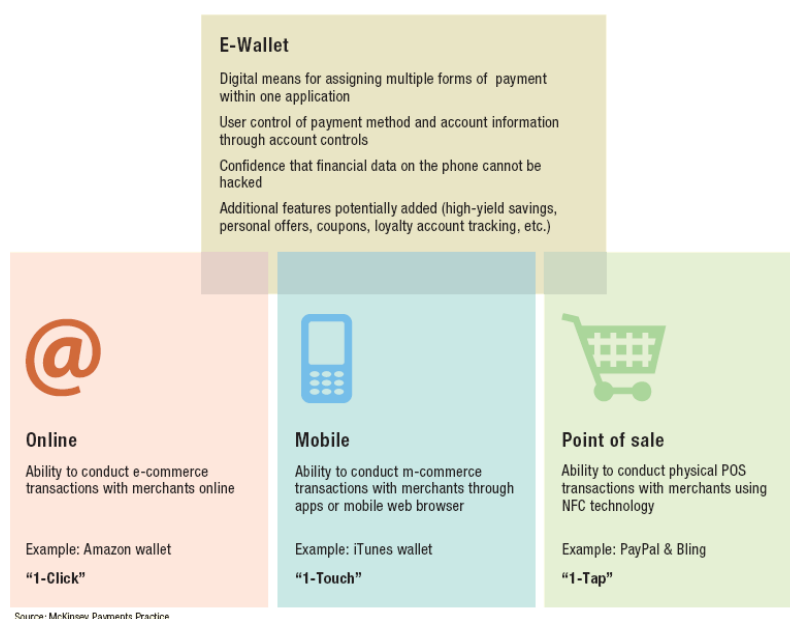 E-Wallet
Digital means for assigning multiple forms of payment
within one application
User control of payment method and account information
through account controls
Confidence that financial data on the phone cannot be
hacked
Additional features potentially added (high-yield savings,
personal offers, coupons, loyalty account tracking, etc.)
@
Online
Ability to conduct e-commerce
transactions with merchants online
Example: Amazon wallet
“1-Click”
Mobile
Ability to conduct m-commerce
transactions with merchants through
apps or mobile web browser
Example: iTunes wallet
“1-Touch”
Point of sale
Ability to conduct physical POS
transactions with merchants using
NFC technology
Example: PayPal & Bling
“1-Tap”
Source: McKinsey Payments Practice